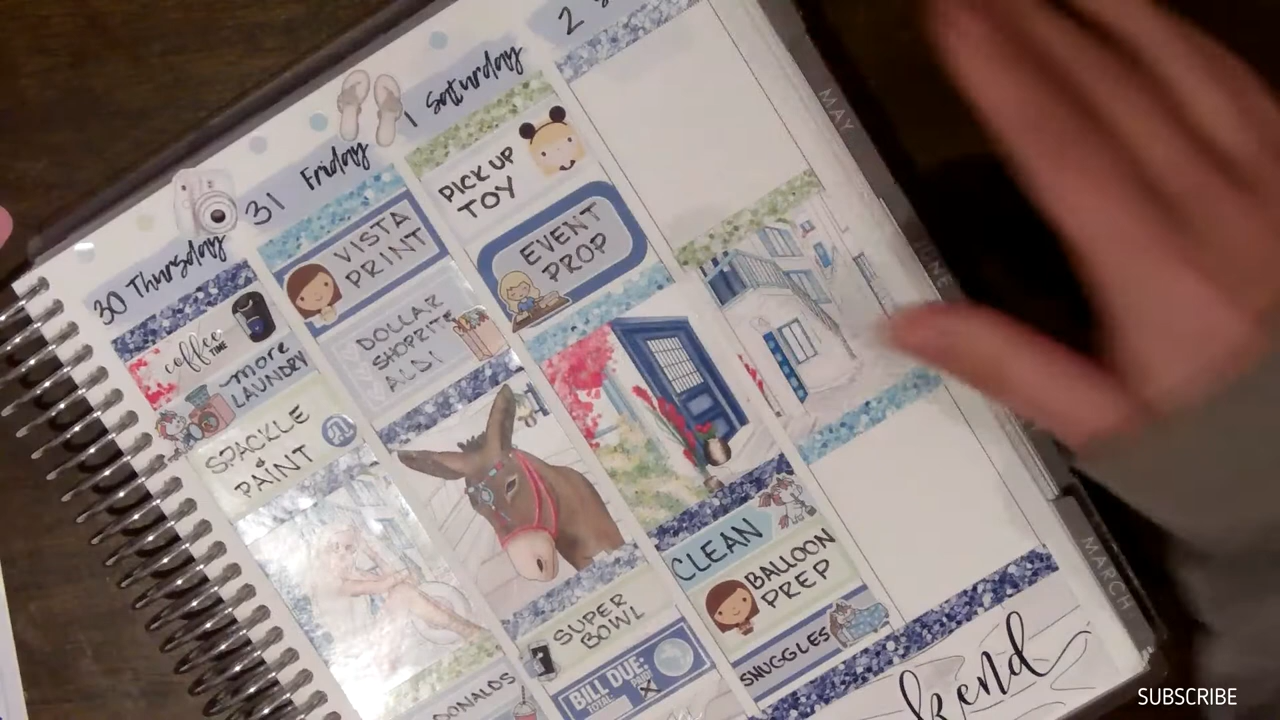 30 Thursday
coffee
TIME
more
LAUNDRY
SPACKLE
&
PAINT
31 Friday
VISTA
PRINT
DOLLAR
SHOPRITE
ALDI
DONALDS
1 Saturday
PICK UP
TOY
EVENT
PROP
SUPER
BOWL
BILL DUE:
TOTAL:
2
CLEAN
BALLOON
PREP
SNUGGLES
kend
MAY
JUNE
MARCH
SUBSCRIBE